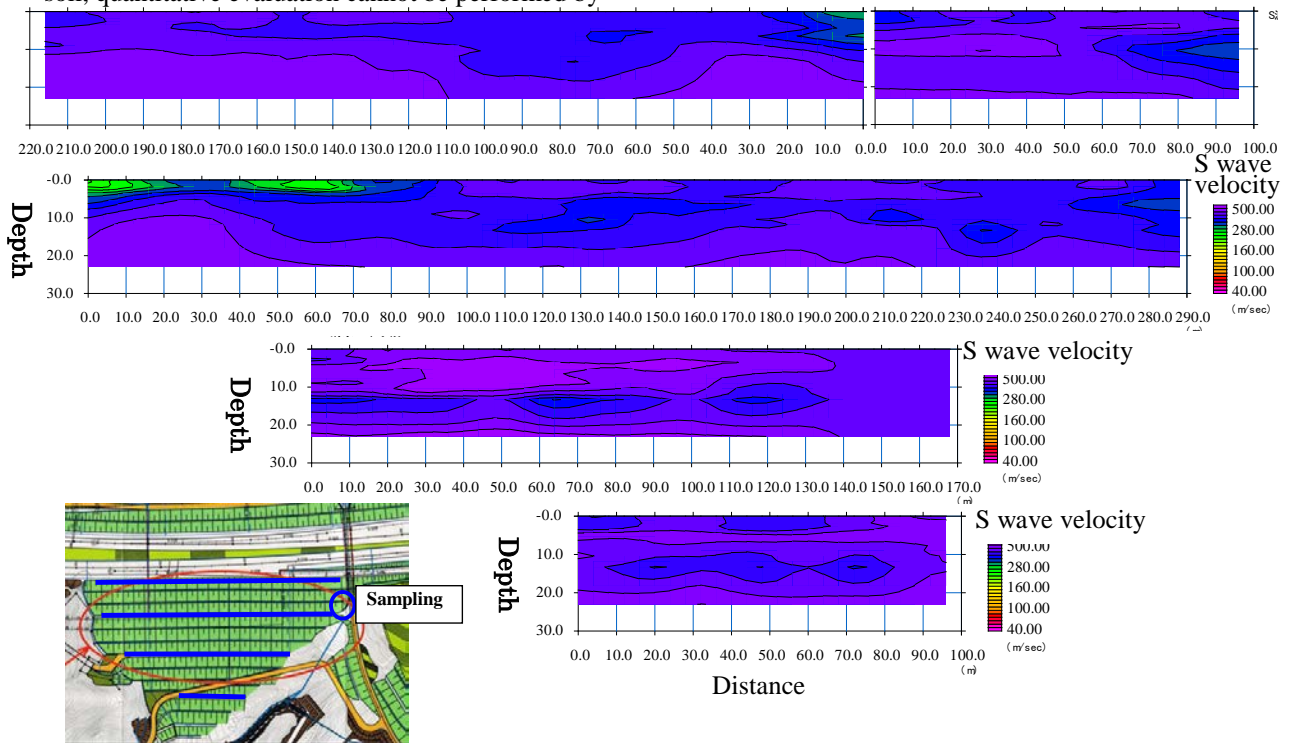 soil, quantitative evaluation cannot be performed by
220.0 210.0 200.0 190.0 180.0 170.0 160.0 150.0 140.0 130.0 120.0 110.0 100.0 90.0 80.0 70.0 60.0 50.0 40.0 30.0 20.0 10.0 0.0
0. 10.0 20.0 30.0 40.0 50.0 60.0 70.0 80.0 90.0 100.0
S wave
velocity
Depth
-0.0
10.0
20.0
30.0
0.0 10.0 20.0 30.0 40.0 50.0 60.0 70.0 80.0 90.0 100.0 110.0 120.0 130.0 140.0 150.0 160.0 170.0 180.0 190.0 200.0 210.0 220.0 230.0 240.0 250.0 260.0 270.0 280.0 290.0
500.00
280.00
160.00
100.00
40.00
(m/sec)
S wave velocity
Depth
-0.0
10.0
20.0
30.0
0.0 10.0 20.0 30.0 40.0 50.0 60.0 70.0 80.0 90.0 100.0 110.0 120.0 130.0 140.0 150.0 160.0 170.0
(m)
500.00
280.00
160.00
100.00
40.00
(m/sec)
S wave velocity
Depth
-0.0
10.0
20.0
30.0
0.0 10.0 20.0 30.0 40.0 50.0 60.0 70.0 80.0 90.0 100.0
(m)
500.00
280.00
160.00
100.00
40.00
(m/sec)
Distance
Sampling